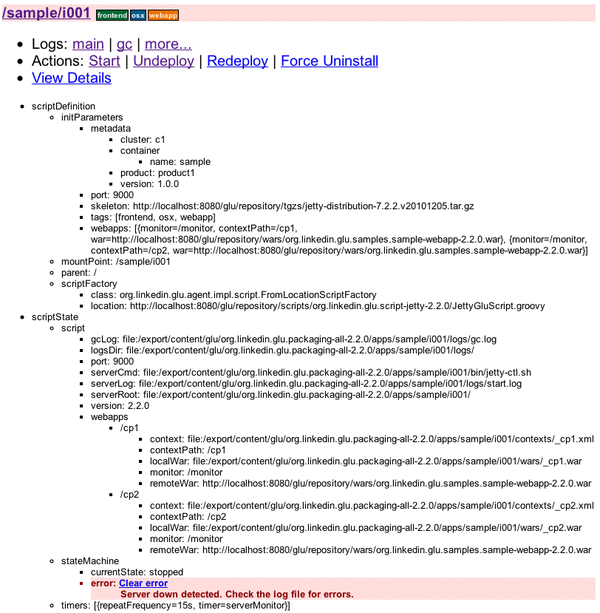 /sample/i001 frontend osx webapp
Logs: main | gc | more...
Actions: Start | Undeploy | Redeploy | Force Uninstall
View Details
scriptDefinition
initParameters
metadata
cluster: c1
container
name: sample
product: product1
version: 1.0.0
port: 9000
skeleton: http://localhost:8080/glu/repository/tgzs/jetty-distribution-7.2.2.v20101205.tar.gz
tags: [frontend, osx, webapp]
webapps: [{monitor=/monitor, contextPath=/cp1,
war=http://localhost:8080/glu/repository/wars/org.linkedin.glu.samples.sample-webapp-2.2.0.war}, {monitor=/monitor,
contextPath=/cp2, war=http://localhost:8080/glu/repository/wars/org.linkedin.glu.samples.sample-webapp-2.2.0.war}]
mountPoint: /sample/i001
parent: /
scriptFactory
class: org.linkedin.glu.agent.impl.script.FromLocationScriptFactory
location: http://localhost:8080/glu/repository/scripts/org.linkedin.glu.script-jetty-2.2.0/JettyGluScript.groovy
scriptState
script
gcLog: file:/export/content/glu/org.linkedin.glu.packaging-all-2.2.0/apps/sample/i001/logs/gc.log
logsDir: file:/export/content/glu/org.linkedin.glu.packaging-all-2.2.0/apps/sample/i001/logs/
port: 9000
serverCmd: file:/export/content/glu/org.linkedin.glu.packaging-all-2.2.0/apps/sample/i001/bin/jetty-ctl.sh
serverLog: file:/export/content/glu/org.linkedin.glu.packaging-all-2.2.0/apps/sample/i001/logs/start.log
serverRoot: file:/export/content/glu/org.linkedin.glu.packaging-all-2.2.0/apps/sample/i001/
version: 2.2.0
webapps
/cp1
context: file:/export/content/glu/org.linkedin.glu.packaging-all-2.2.0/apps/sample/i001/contexts/_cp1.xml
contextPath: /cp1
localWar: file:/export/content/glu/org.linkedin.glu.packaging-all-2.2.0/apps/sample/i001/wars/_cp1.war
monitor: /monitor
remoteWar: http://localhost:8080/glu/repository/wars/org.linkedin.glu.samples.sample-webapp-2.2.0.war
/cp2
context: file:/export/content/glu/org.linkedin.glu.packaging-all-2.2.0/apps/sample/i001/contexts/_cp2.xml
contextPath: /cp2
localWar: file:/export/content/glu/org.linkedin.glu.packaging-all-2.2.0/apps/sample/i001/wars/_cp2.war
monitor: /monitor
remoteWar: http://localhost:8080/glu/repository/wars/org.linkedin.glu.samples.sample-webapp-2.2.0.war
stateMachine
currentState: stopped
error: Clear error
Server down detected. Check the log file for errors.
timers: [{repeatFrequency=15s, timer=serverMonitor}]